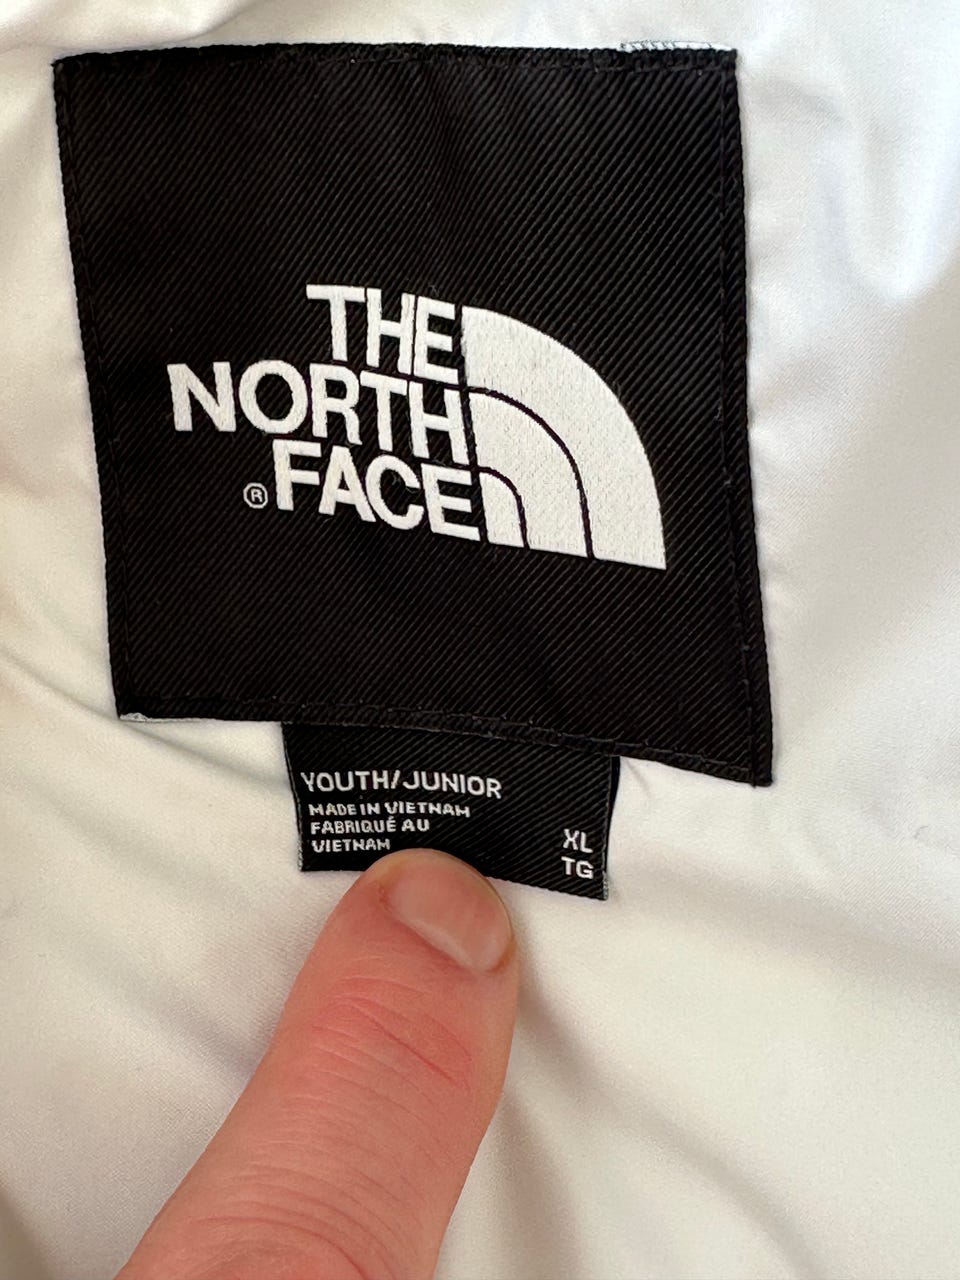 THE
NORTH
® FACE
YOUTH/JUNIOR
MADE IN VIETNAM
FABRIQUÉ AU
VIETNAM
XL
TG